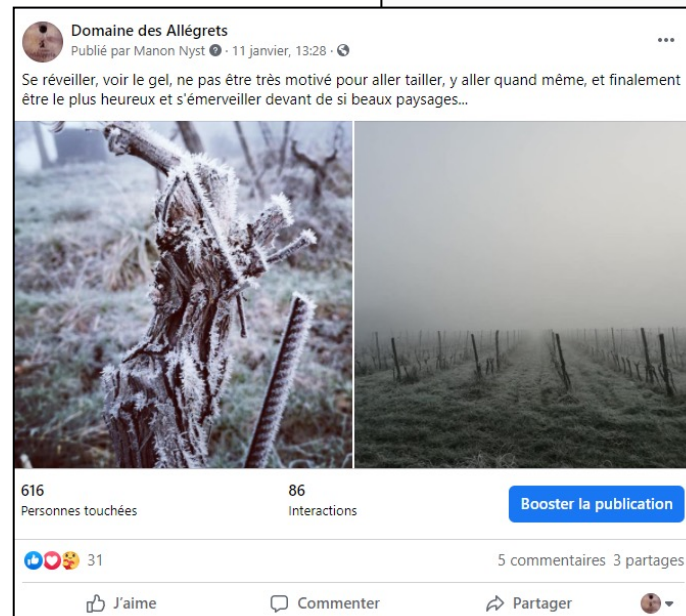 Domaine des Allégrets
Publié par Manon Nyst · 11 janvier, 13:28 ·
Se réveiller, voir le gel, ne pas être très motivé pour aller tailler, y aller quand même, et finalement
être le plus heureux et s'émerveiller devant de si beaux paysages...
616
Personnes touchées
86
Interactions
Booster la publication
31
5 commentaires 3 partages
J'aime
Commenter
Partager